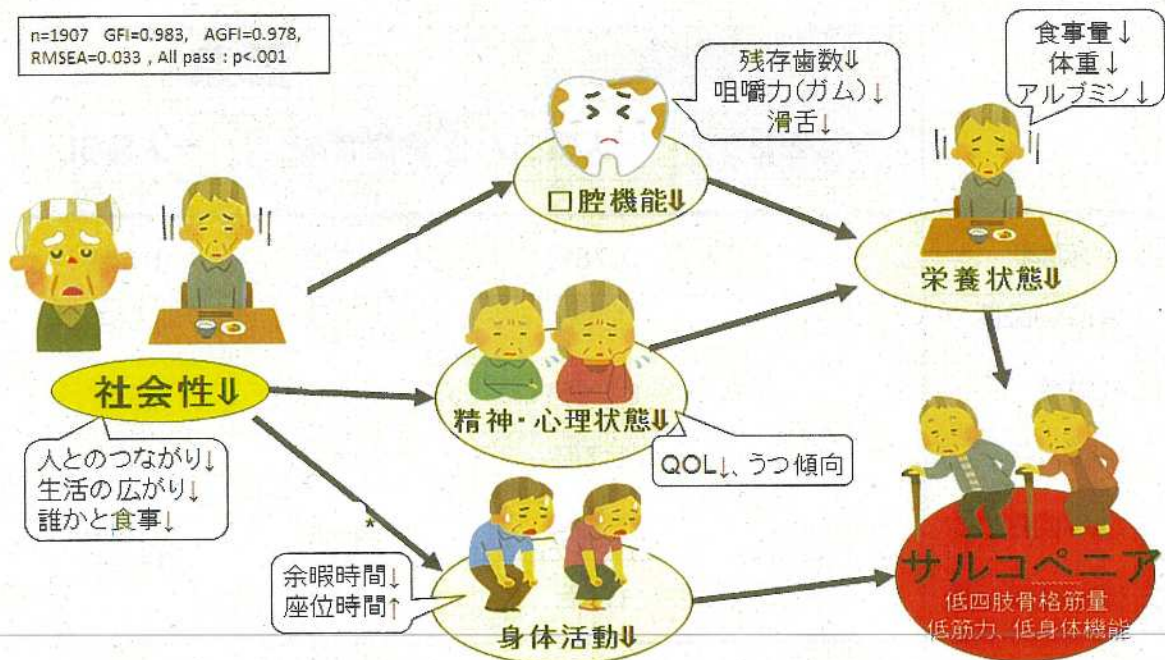 n=1907 GFI=0.983, AGFI=0.978,
RMSEA=0.033 , All pass : p<.001
残存歯数⇓
咀嚼力(ガム)↓
滑舌↓
食事量↓
体重↓
アルブミン↓
口腔機能⇓
栄養状態⇓
社会性⇓
人とのつながり↓
生活の広がり↓
誰かと食事↓
精神・心理状態⇓
QOL↓、うつ傾向
*
余暇時間↓
座位時間↑
身体活動⇓
サルコペニア
低四肢骨格筋量
低筋力、低身体機能